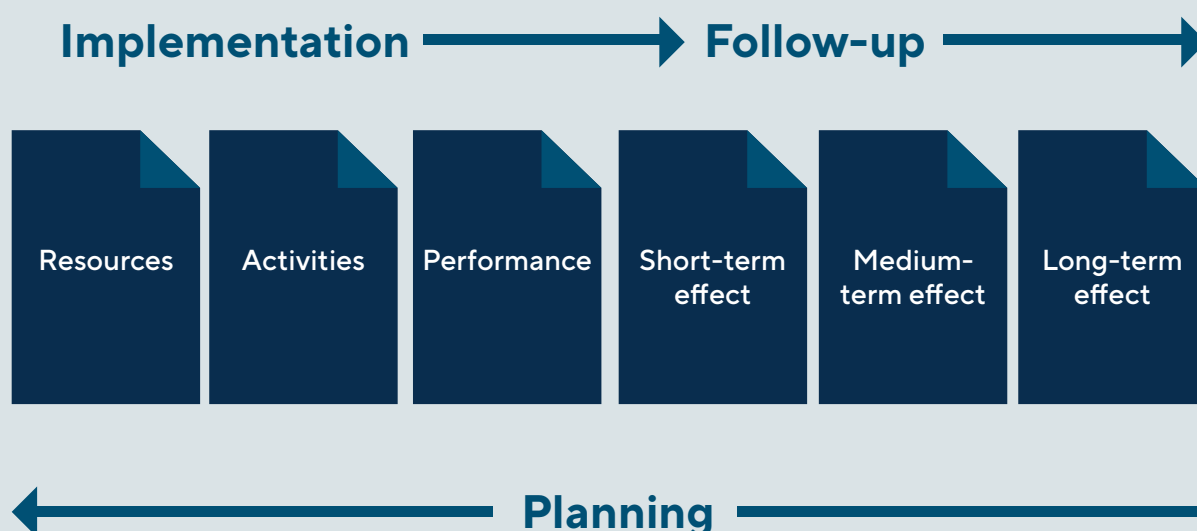 Implementation
Follow-up
Resources
Activities
Performance
Short-term
effect
Medium-
term effect
Long-term
effect
Planning